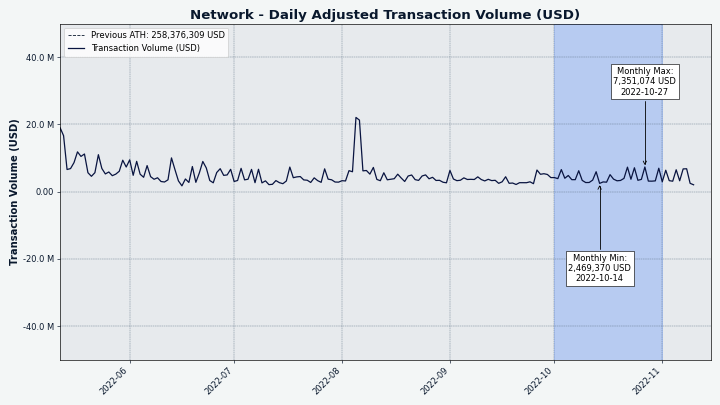 Network - Daily Adjusted Transaction Volume (USD)
Previous ATH: 258,376,309 USD
Transaction Volume (USD)
Transaction Volume (USD)
40.0 M
20.0 M
0.00
-20.0 M
-40.0 M
Monthly Max:
7,351,074 USD
2022-10-27
Monthly Min:
2,469,370 USD
2022-10-14
2022-06
2022-07
2022-08
2022-09
2022-10
2022-11